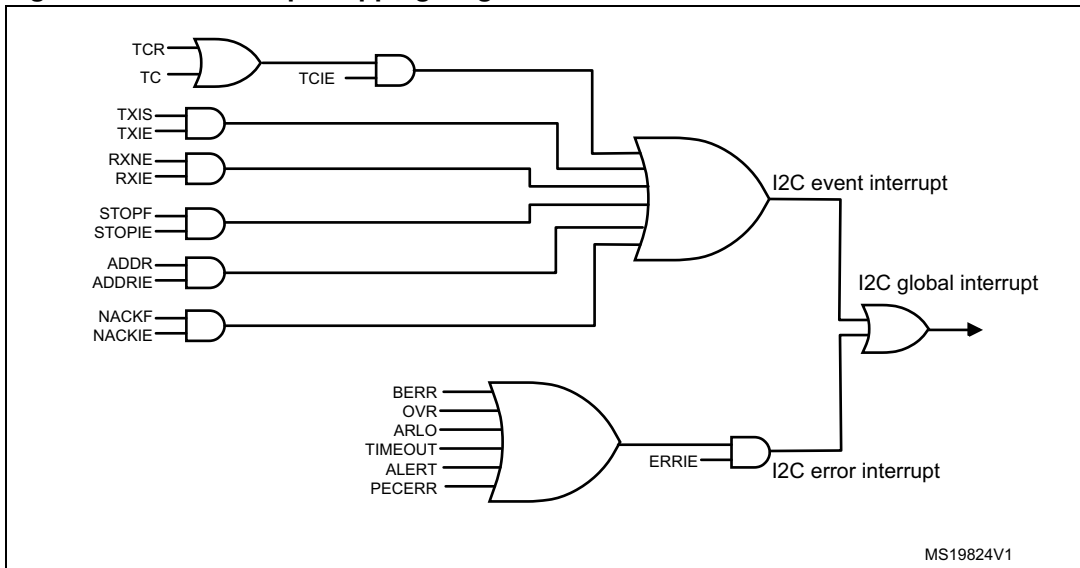 TCR
TC
TCIE
TXIS
TXIE
RXNE
RXIE
STOPF
STOPIE
ADDR
ADDRIE
NACKF
NACKIE
I2C event interrupt
I2C global interrupt
BERR
OVR
ARLO
TIMEOUT
ALERT
PECERR
ERRIE
I2C error interrupt
MS19824V1